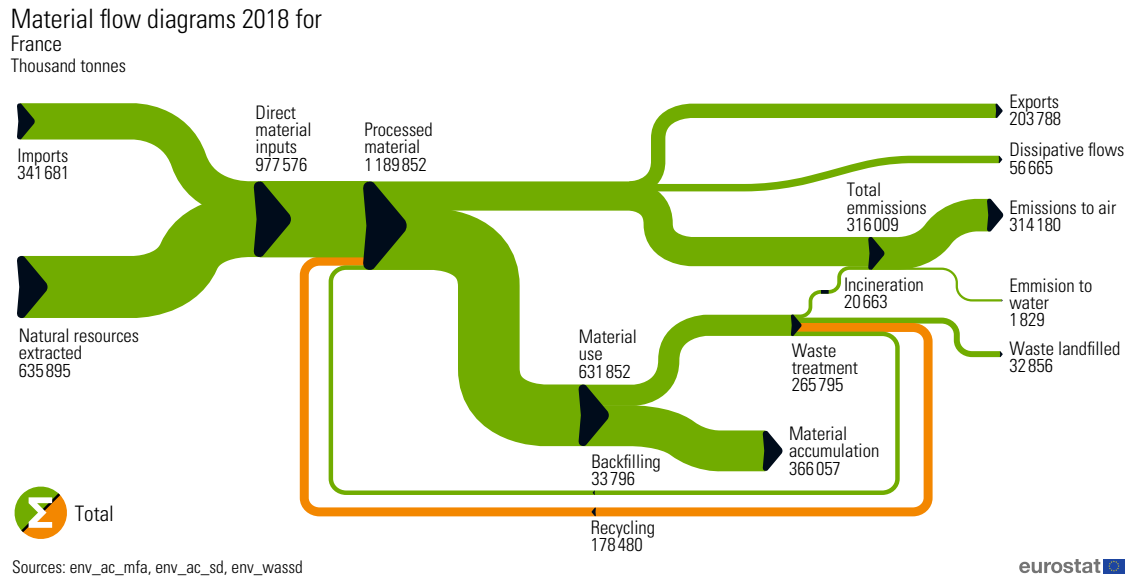 Material flow diagrams 2018 for
France
Thousand tonnes
Imports
341 681
Natural resources
extracted
635 895
Direct
material
inputs
977 576
Processed
material
1 189 852
Exports
203 788
Dissipative flows
56 665
Total
emmissions
316 009
Emissions to air
314 180
Incineration
20 663
Emmision to
water
1 829
Material
use
631 852
Waste
treatment
265 795
Waste landfilled
32 856
Material
accumulation
366 057
Backfilling
33 796
Recycling
178 480
Σ
Total
Sources: env_ac_mfa, env_ac_sd, env_wassd
eurostat